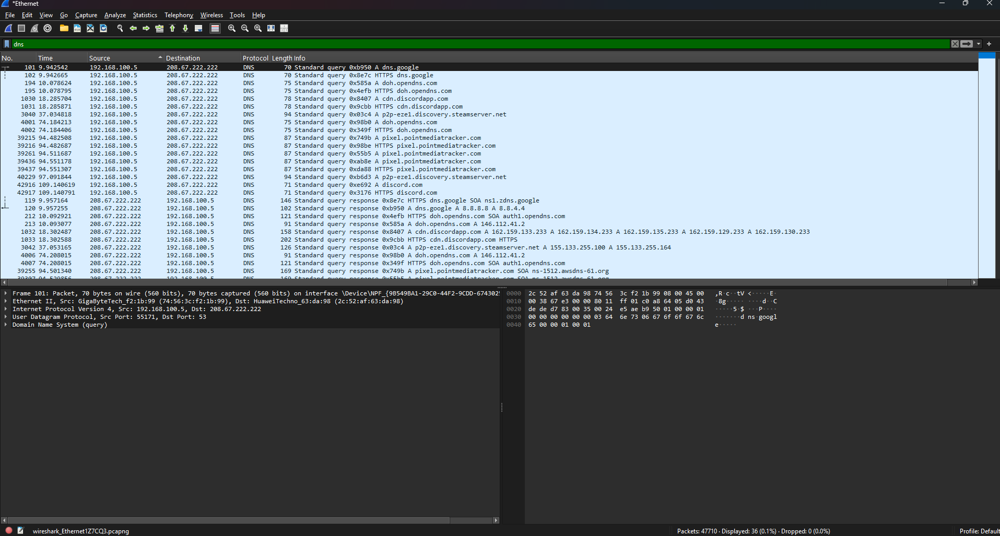 *Ethernet
File Edit View Go Capture Analyze Statistics Telephony Wireless Tools Help
dns
No. Time Source Destination Protocol Length Info
101 9.942542 192.168.100.5 208.67.222.222 DNS 70 Standard query 0xb950 A dns.google
102 9.942665 192.168.100.5 208.67.222.222 DNS 70 Standard query 0x8e7c HTTPS dns.google
194 10.078624 192.168.100.5 208.67.222.222 DNS 75 Standard query 0x585a A doh.opendns.com
195 10.078795 192.168.100.5 208.67.222.222 DNS 75 Standard query 0x4efb HTTPS doh.opendns.com
1030 18.285704 192.168.100.5 208.67.222.222 DNS 78 Standard query 0x8407 A cdn.discordapp.com
1031 18.285871 192.168.100.5 208.67.222.222 DNS 78 Standard query 0x9cbb HTTPS cdn.discordapp.com
3040 37.034818 192.168.100.5 208.67.222.222 DNS 94 Standard query 0x03c4 A p2p-eze1.discovery.steamserver.net
4001 74.184213 192.168.100.5 208.67.222.222 DNS 75 Standard query 0x98b0 A doh.opendns.com
4002 74.184406 192.168.100.5 208.67.222.222 DNS 75 Standard query 0x349f HTTPS doh.opendns.com
39215 94.482508 192.168.100.5 208.67.222.222 DNS 87 Standard query 0x749b A pixel.pointmediatracker.com
39216 94.482687 192.168.100.5 208.67.222.222 DNS 87 Standard query 0x98be HTTPS pixel.pointmediatracker.com
39261 94.511687 192.168.100.5 208.67.222.222 DNS 87 Standard query 0x55b5 A pixel.pointmediatracker.com
39436 94.551178 192.168.100.5 208.67.222.222 DNS 87 Standard query 0xab8e A pixel.pointmediatracker.com
39437 94.551307 192.168.100.5 208.67.222.222 DNS 87 Standard query 0xda88 HTTPS pixel.pointmediatracker.com
40229 97.091844 192.168.100.5 208.67.222.222 DNS 94 Standard query 0xb6d3 A p2p-eze1.discovery.steamserver.net
42916 109.140619 192.168.100.5 208.67.222.222 DNS 71 Standard query 0xe692 A discord.com
42917 109.140791 192.168.100.5 208.67.222.222 DNS 71 Standard query 0x3176 HTTPS discord.com
119 9.957164 208.67.222.222 192.168.100.5 DNS 146 Standard query response 0x8e7c HTTPS dns.google SOA ns1.zdns.google
120 9.957255 208.67.222.222 192.168.100.5 DNS 102 Standard query response 0xb950 A dns.google A 8.8.8.8 A 8.8.4.4
212 10.092921 208.67.222.222 192.168.100.5 DNS 121 Standard query response 0x4efb HTTPS doh.opendns.com SOA auth1.opendns.com
213 10.093077 208.67.222.222 192.168.100.5 DNS 91 Standard query response 0x585a A doh.opendns.com A 146.112.41.2
1032 18.302487 208.67.222.222 192.168.100.5 DNS 158 Standard query response 0x8407 A cdn.discordapp.com A 162.159.133.233 A 162.159.134.233 A 162.159.135.233 A 162.159.129.233 A 162.159.130.233
1033 18.302588 208.67.222.222 192.168.100.5 DNS 202 Standard query response 0x9cbb HTTPS cdn.discordapp.com HTTPS
3042 37.053165 208.67.222.222 192.168.100.5 DNS 126 Standard query response 0x03c4 A p2p-eze1.discovery.steamserver.net A 155.133.255.100 A 155.133.255.164
4006 74.208015 208.67.222.222 192.168.100.5 DNS 91 Standard query response 0x98b0 A doh.opendns.com A 146.112.41.2
4007 74.208015 208.67.222.222 192.168.100.5 DNS 121 Standard query response 0x349f HTTPS doh.opendns.com SOA auth1.opendns.com
39255 94.501340 208.67.222.222 192.168.100.5 DNS 169 Standard query response 0x749b A pixel.pointmediatracker.com SOA ns-1512.awsdns-61.org
Frame 101: Packet, 70 bytes on wire (560 bits), 70 bytes captured (560 bits) on interface \Device\NPF_{9B549BA1-29C0-44F2-9CDD-674302
Ethernet II, Src: GigaByteTech_f2:1b:99 (74:56:3c:f2:1b:99), Dst: HuaweiTechno_63:da:98 (2c:52:af:63:da:98)
Internet Protocol Version 4, Src: 192.168.100.5, Dst: 208.67.222.222
User Datagram Protocol, Src Port: 55171, Dst Port: 53
Domain Name System (query)
0000 2c 52 af 63 da 98 74 56 3c f2 1b 99 08 00 45 00 ,R·c··tV <·····E·
0010 00 38 67 e3 00 00 80 11 ff 01 c0 a8 64 05 d0 43 ·8g····· ····d··C
0020 de de d7 83 00 35 00 24 e5 ae b9 50 01 00 00 01 ·····5·$ ···P····
0030 00 00 00 00 00 00 03 64 6e 73 06 67 6f 6f 67 6c ·······d ns·googl
0040 65 00 00 01 00 01 e·····
wireshark_Ethernet1Z7CQ3.pcapng
Packets: 47710 · Displayed: 36 (0.1%) · Dropped: 0 (0.0%)
Profile: Default